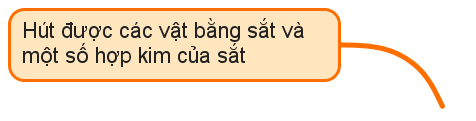 Hút được các vật bằng sắt và
một số hợp kim của sắt